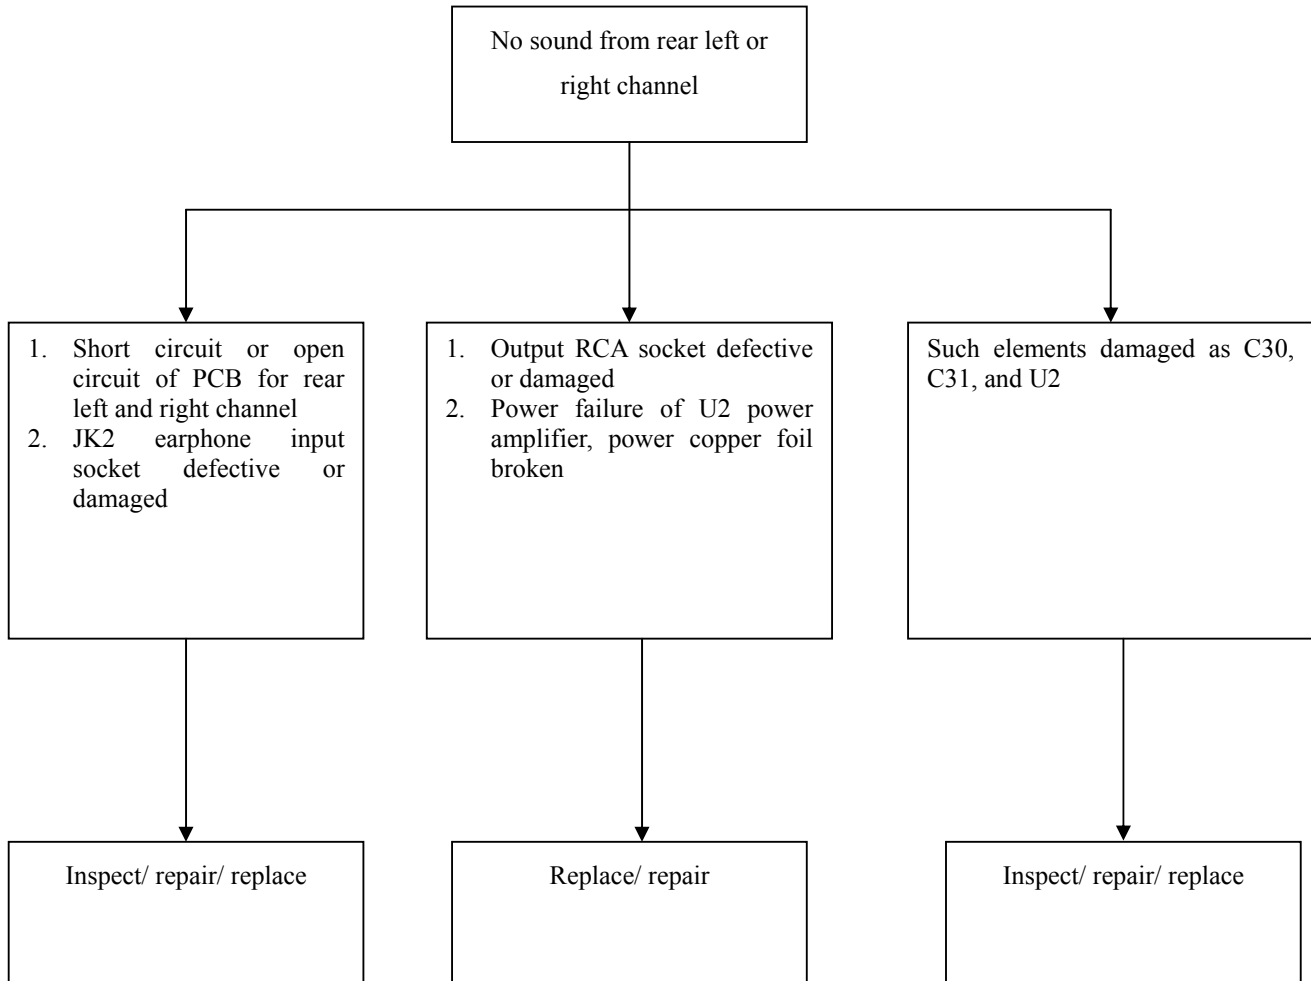 No sound from rear left or
right channel
1. Short circuit or open
circuit of PCB for rear
left and right channel
2. JK2 earphone input
socket defective or
damaged
1. Output RCA socket defective
or damaged
2. Power failure of U2 power
amplifier, power copper foil
broken
Such elements damaged as C30,
C31, and U2
Inspect/ repair/ replace
Replace/ repair
Inspect/ repair/ replace